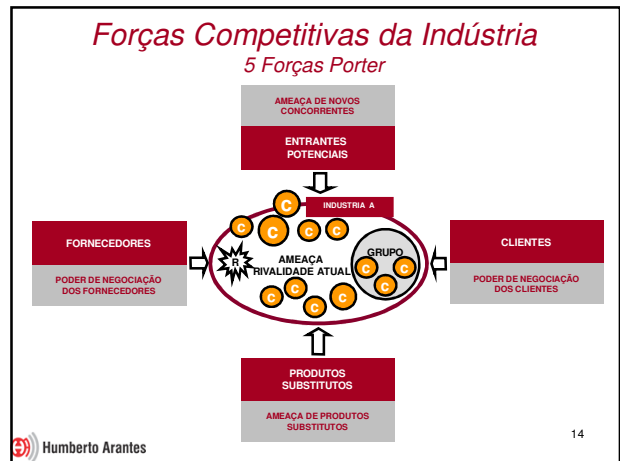 Forças Competitivas da Indústria
5 Forças Porter
AMEAÇA DE NOVOS
CONCORRENTES
ENTRANTES
POTENCIAIS
INDUSTRIA A
C
C
C
C
C
FORNECEDORES
PODER DE NEGOCIAÇÃO
DOS FORNECEDORES
R
AMEAÇA
RIVALIDADE ATUAL
GRUPO
C
C
C
C
C
C
C
CLIENTES
PODER DE NEGOCIAÇÃO
DOS CLIENTES
PRODUTOS
SUBSTITUTOS
AMEAÇA DE PRODUTOS
SUBSTITUTOS
14
Humberto Arantes